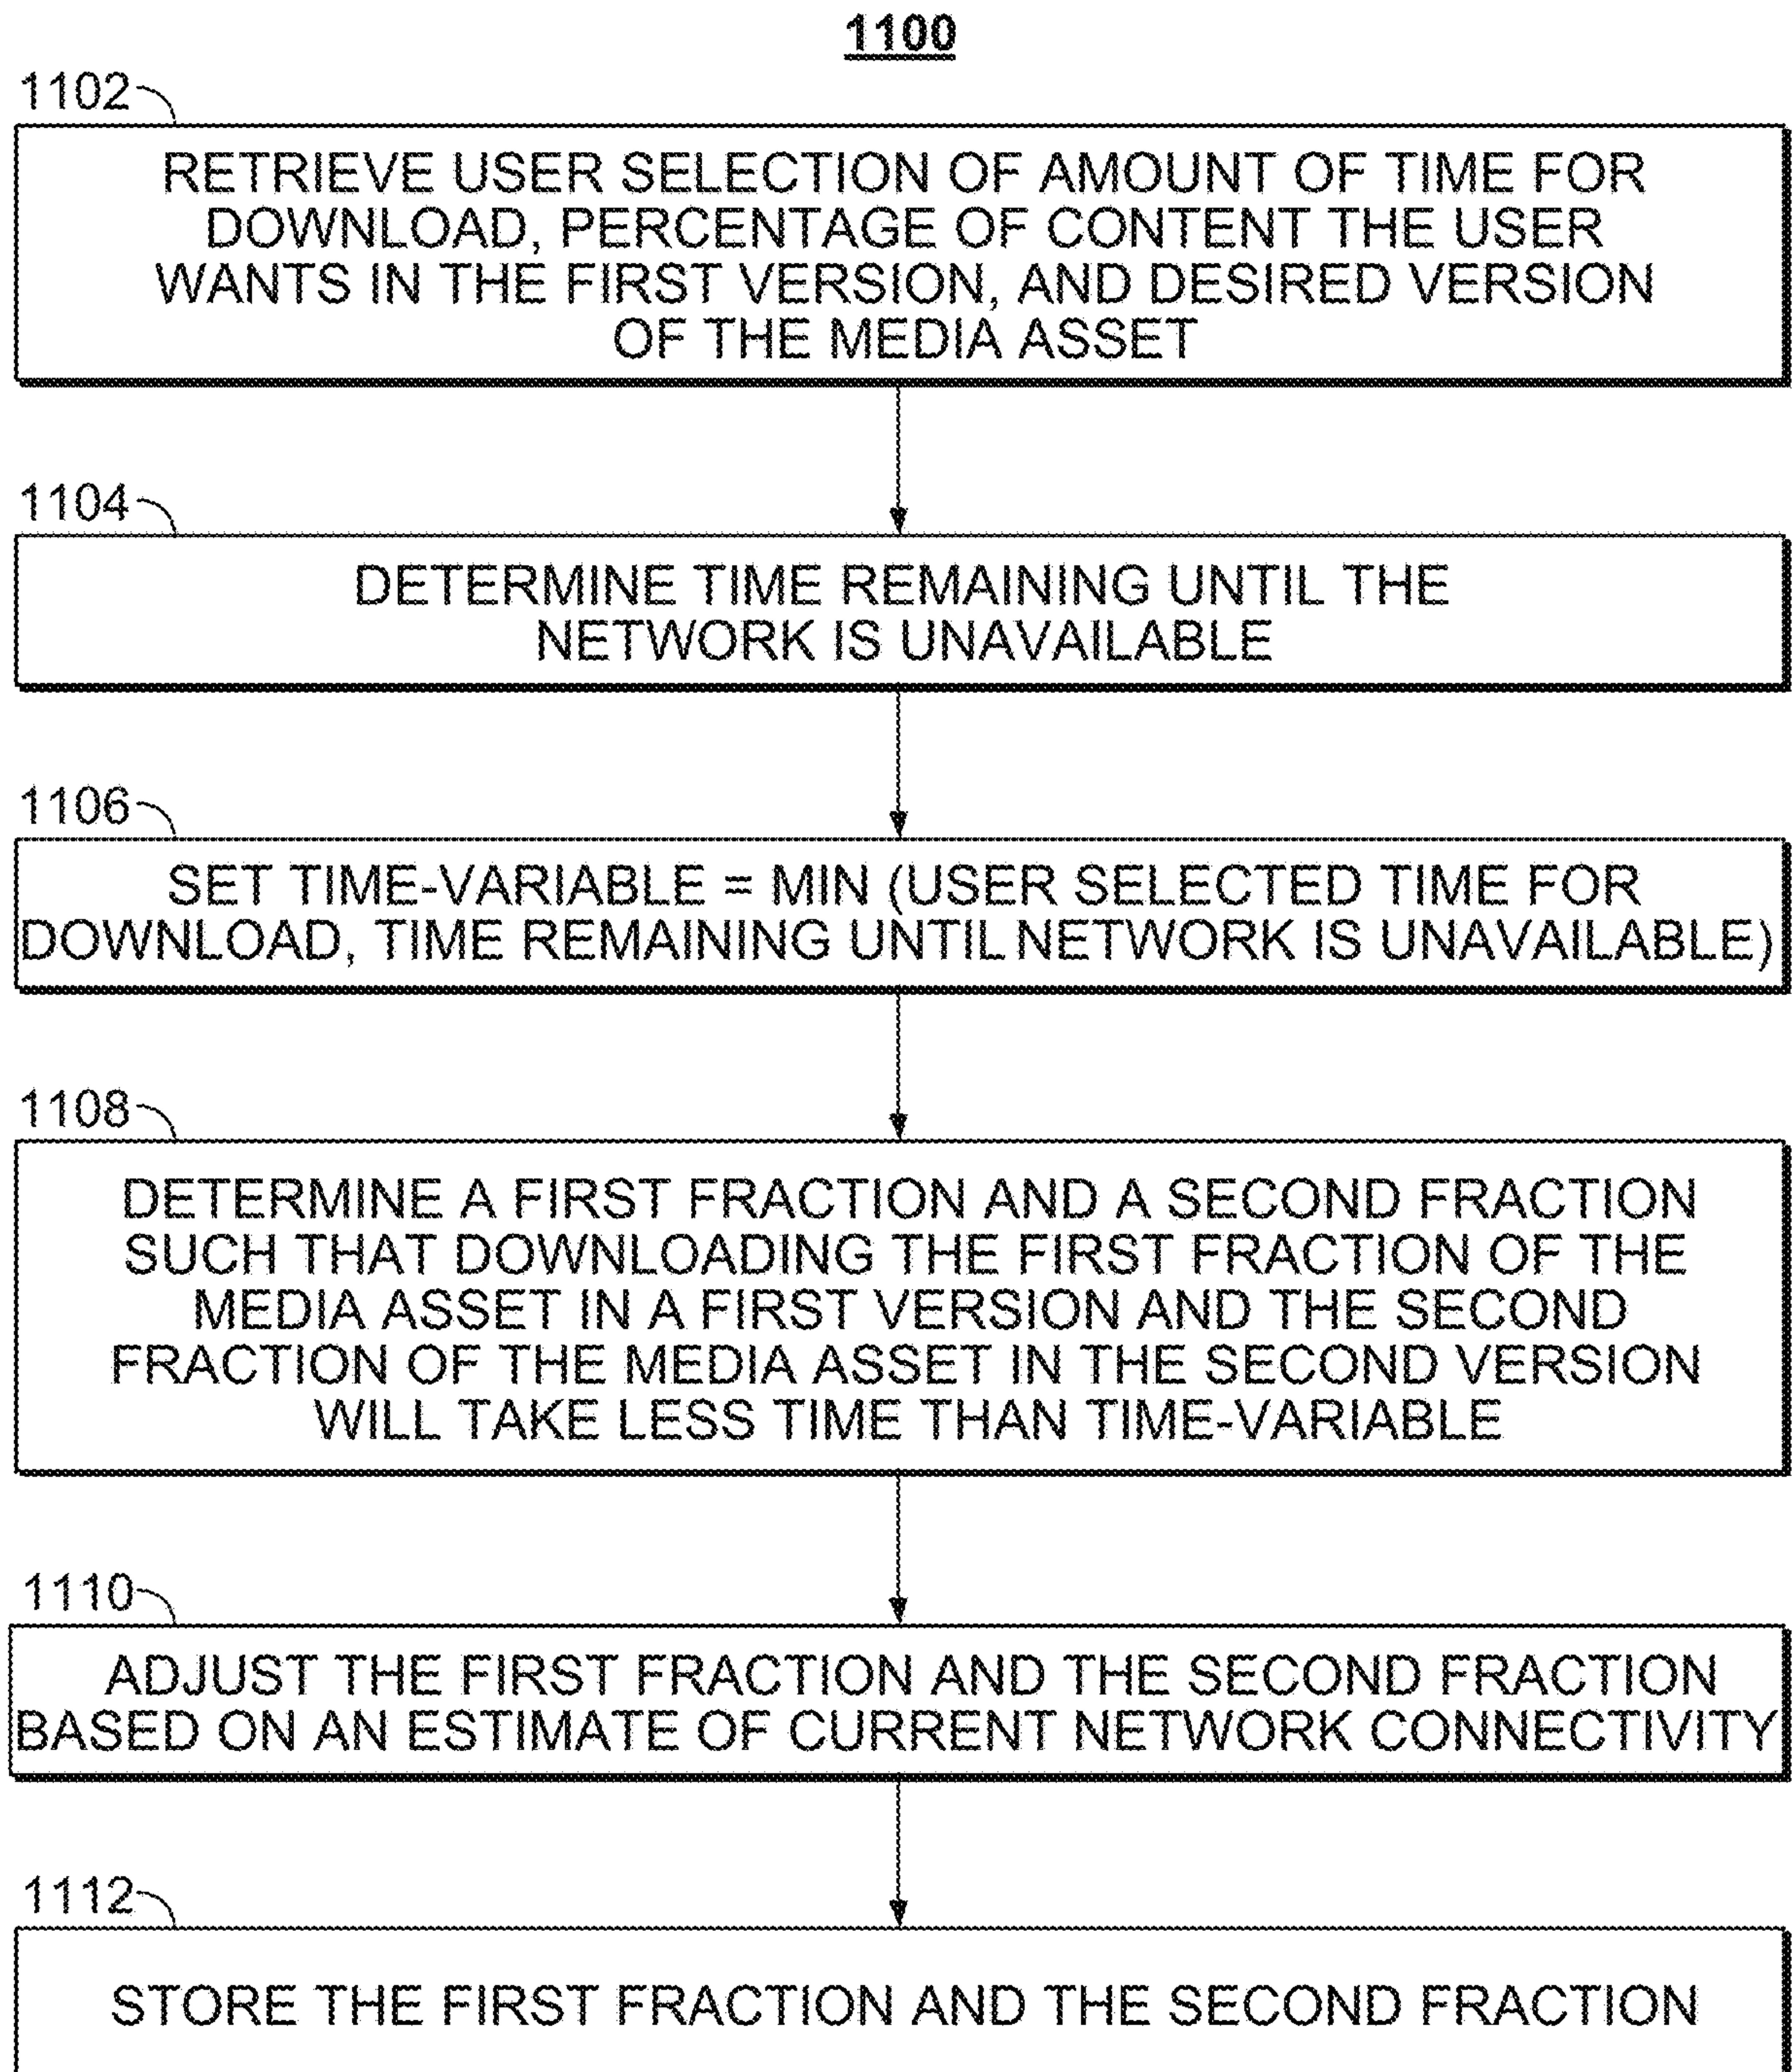 1100
1102
RETRIEVE USER SELECTION OF AMOUNT OF TIME FOR
DOWNLOAD, PERCENTAGE OF CONTENT THE USER
WANTS IN THE FIRST VERSION, AND DESIRED VERSION
OF THE MEDIA ASSET
1104
DETERMINE TIME REMAINING UNTIL THE
NETWORK IS UNAVAILABLE
1106
SET TIME-VARIABLE = MIN (USER SELECTED TIME FOR
DOWNLOAD, TIME REMAINING UNTIL NETWORK IS UNAVAILABLE)
1108
DETERMINE A FIRST FRACTION AND A SECOND FRACTION
SUCH THAT DOWNLOADING THE FIRST FRACTION OF THE
MEDIA ASSET IN A FIRST VERSION AND THE SECOND
FRACTION OF THE MEDIA ASSET IN THE SECOND VERSION
WILL TAKE LESS TIME THAN TIME-VARIABLE
1110
ADJUST THE FIRST FRACTION AND THE SECOND FRACTION
BASED ON AN ESTIMATE OF CURRENT NETWORK CONNECTIVITY
1112
STORE THE FIRST FRACTION AND THE SECOND FRACTION